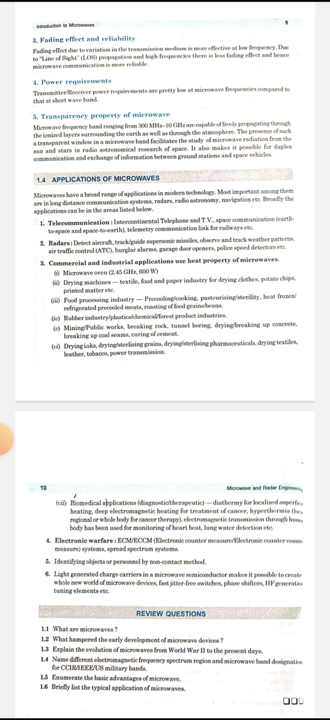 Introduction to Microwaves 9
3. Fading effect and reliability
Fading effect due to variation in the transmission medium is more effective at low frequency. Due
to "Line of Sight" (LOS) propagation and high frequencies there is less fading effect and hence
microwave communication is more reliable.
4. Power requirements
Transmitter/Receiver power requirements are pretty low at microwave frequencies compared to
that at short wave band.
5. Transparency property of microwave
Microwave frequency band ranging from 300 MHz–10 GHz are capable of freely propagating through
the ionized layers surrounding the earth as well as through the atmosphere. The presence of such
a transparent window in a microwave band facilitates the study of microwave radiation from the
sun and stars in radio astronomical research of space. It also makes it possible for duplex
communication and exchange of information between ground stations and space vehicles.
1.4 APPLICATIONS OF MICROWAVES
Microwaves have a broad range of applications in modern technology. Most important among them
are in long distance communication systems, radars, radio astronomy, navigation etc. Broadly the
applications can be in the areas listed below.
1. Telecommunication : Intercontinental Telephone and T.V., space communication (earth-
to-space and space-to-earth), telemetry communication link for railways etc.
2. Radars : Detect aircraft, track/guide supersonic missiles, observe and track weather patterns,
air traffic control (ATC), burglar alarms, garage door openers, police speed detectors etc.
3. Commercial and industrial applications use heat property of microwaves.
(i) Microwave oven (2.45 GHz, 600 W)
(ii) Drying machines — textile, food and paper industry for drying clothes, potato chips,
printed matter etc.
(iii) Food processing industry — Precooling/cooking, pasteurising/sterility, heat frozen/
refrigerated precooled meats, roasting of food grains/beans.
(iv) Rubber industry/plastics/chemical/forest product industries.
(v) Mining/Public works, breaking rock, tunnel boring, drying/breaking up concrete,
breaking up coal seams, curing of cement.
(vi) Drying inks, drying/sterilising grains, drying/sterilising pharmaceuticals, drying textiles,
leather, tobacco, power transmission.
10 Microwave and Radar Engineering
(vii) Biomedical applications (diagnostic/therapeutic) — diathermy for localized superfic
heating, deep electromagnetic heating for treatment of cancer, hyperthermia
regional or whole body for cancer therapy), electromagnetic transmission through
body has been used for monitoring of heart beat, lung water detection etc.
4. Electronic warfare : ECM/ECCM (Electronic counter measure/Electronic counter
measure) systems, spread spectrum systems.
5. Identifying objects or personnel by non-contact method.
6. Light generated charge carriers in a microwave semiconductor makes it possible to create
whole new world of microwave devices, fast jitter-free switches, phase shifters, HF
tuning elements etc.
REVIEW QUESTIONS
1.1 What are microwaves ?
1.2 What hampered the early development of microwave devices ?
1.3 Explain the evolution of microwaves from World War II to the present days.
1.4 Name different electromagnetic frequency spectrum region and microwave band designation
for CCIR/IEEE/US military bands.
1.5 Enumerate the basic advantages of microwave.
1.6 Briefly list the typical application of microwaves.